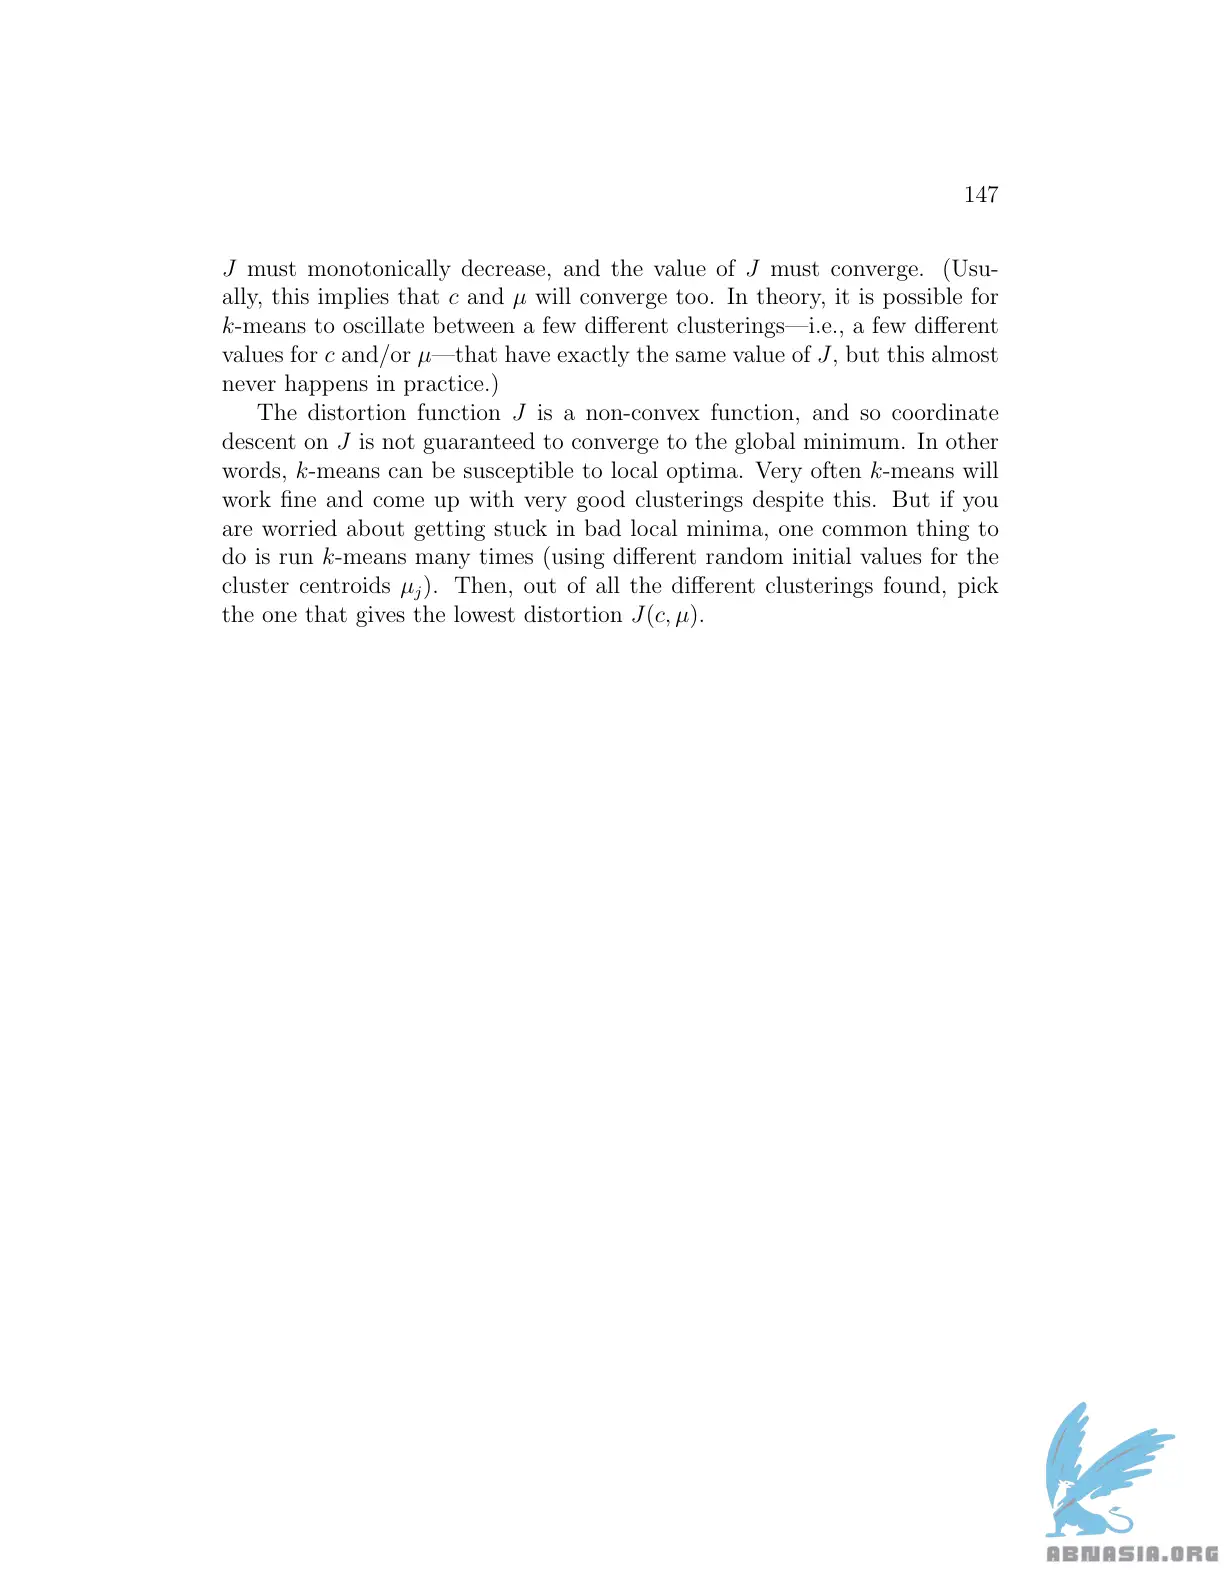 147
J must monotonically decrease, and the value of J must converge. (Usu-
ally, this implies that c and μ will converge too. In theory, it is possible for
k-means to oscillate between a few different clusterings—i.e., a few different
values for c and/or μ—that have exactly the same value of J, but this almost
never happens in practice.)
The distortion function J is a non-convex function, and so coordinate
descent on J is not guaranteed to converge to the global minimum. In other
words, k-means can be susceptible to local optima. Very often k-means will
work fine and come up with very good clusterings despite this. But if you
are worried about getting stuck in bad local minima, one common thing to
do is run k-means many times (using different random initial values for the
cluster centroids μⱼ). Then, out of all the different clusterings found, pick
the one that gives the lowest distortion J(c, μ).
ABNASIA.ORG